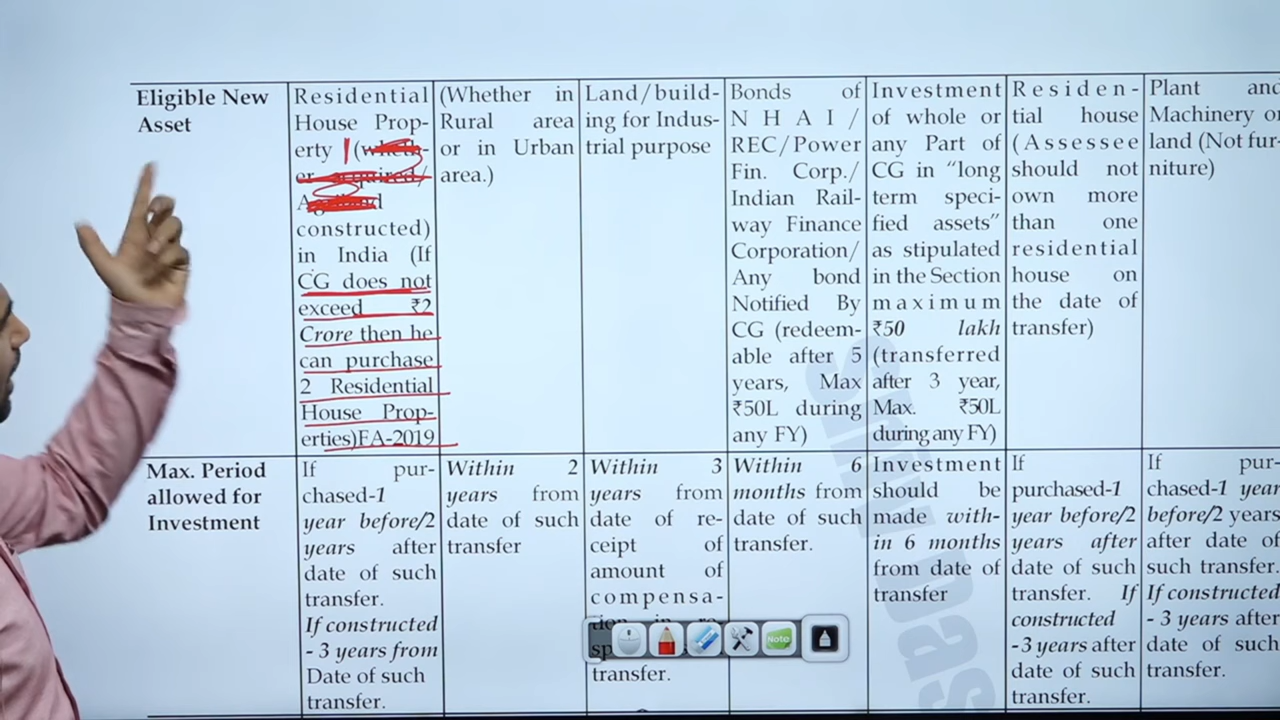 Eligible New
Asset
Residential
House Prop-
erty (wheth-
er acquired/
constructed)
in India (If
CG does not
exceed ₹2
Crore then he
can purchase
2 Residential
House Prop-
erties)FA-2019
(Whether in
Rural area
or in Urban
area.)
Land/build-
ing for Indus-
trial purpose
Bonds of
NHAI/
REC/Power
Fin. Corp./
Indian Rail-
way Finance
Corporation/
Any bond
Notified By
CG (redeem-
able after 5
years, Max
₹50L during
any FY)
Investment
of whole or
any Part of
CG in “long
term speci-
fied assets”
as stipulated
in the Section
maximum
₹50 lakh
(transferred
after 3 year,
Max. ₹50L
during any FY)
Residen-
tial house
(Assessee
should not
own more
than one
residential
house on
the date of
transfer)
Plant and
Machinery or
land (Not fur-
niture)
Max. Period
allowed for
Investment
If pur-
chased-1
year before/2
years after
date of such
transfer.
If constructed
- 3 years from
Date of such
transfer.
Within 2
years from
date of such
transfer
Within 3
years from
date of re-
ceipt of
amount of
compensa-
transfer.
Within 6
months from
date of such
transfer.
Investment
should be
made with-
in 6 months
from date of
transfer
If
purchased-1
year before/2
years after
date of such
transfer. If
constructed
-3 years after
date of such
transfer.
If pur-
chased-1 year
before/2 years
after date of
such transfer.
If constructed
- 3 years after
date of such
transfer.
Note